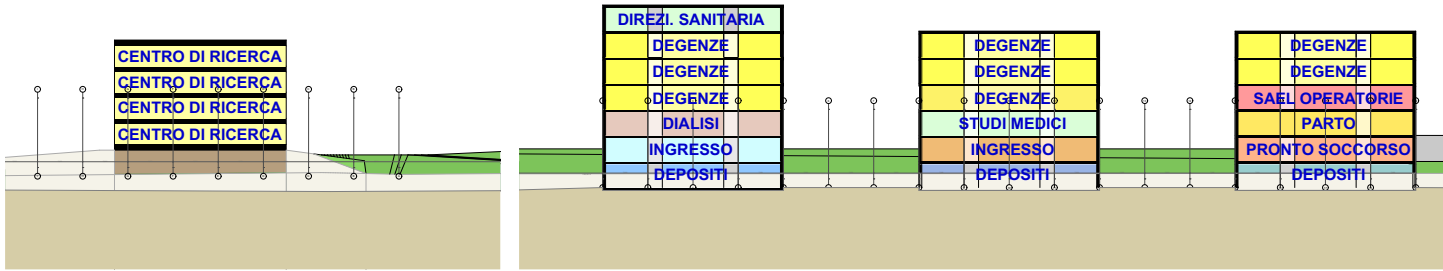 CENTRO DI RICERCA
CENTRO DI RICERCA
CENTRO DI RICERCA
CENTRO DI RICERCA
DIREZI. SANITARIA
DEGENZE
DEGENZE
DEGENZE
DIALISI
INGRESSO
DEPOSITI
DEGENZE
DEGENZE
DEGENZE
STUDI MEDICI
INGRESSO
DEPOSITI
DEGENZE
DEGENZE
SAEL OPERATORIE
PARTO
PRONTO SOCCORSO
DEPOSITI